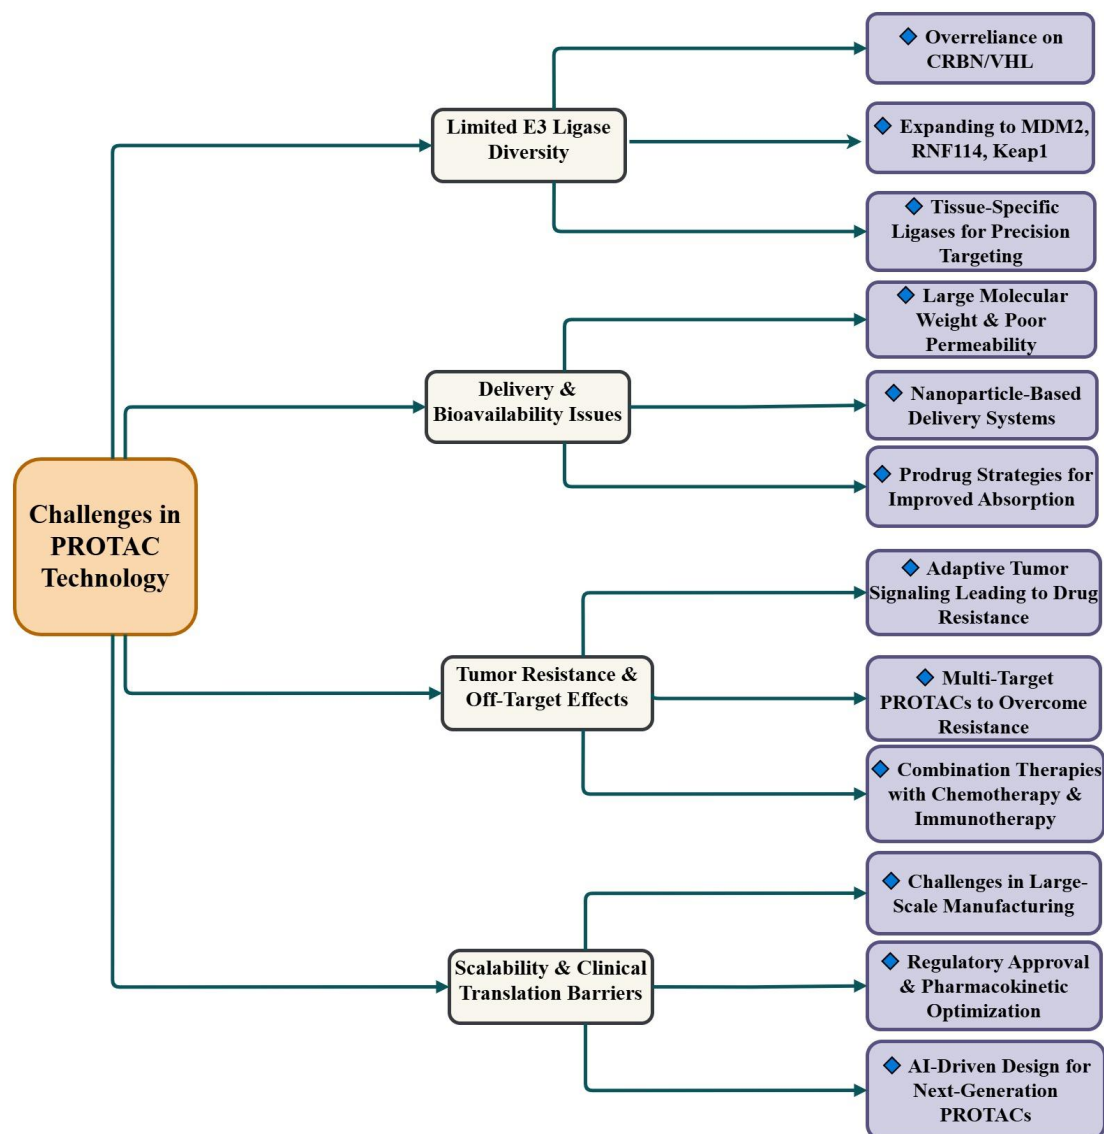 Challenges in
PROTAC
Technology
Limited E3 Ligase
Diversity
Overreliance on
CRBN/VHL
Expanding to MDM2,
RNF114, Keap1
Tissue-Specific
Ligases for Precision
Targeting
Delivery &
Bioavailability Issues
Large Molecular
Weight & Poor
Permeability
Nanoparticle-Based
Delivery Systems
Prodrug Strategies for
Improved Absorption
Tumor Resistance &
Off-Target Effects
Adaptive Tumor
Signaling Leading to Drug
Resistance
Multi-Target
PROTACs to Overcome
Resistance
Combination Therapies
with Chemotherapy &
Immunotherapy
Scalability & Clinical
Translation Barriers
Challenges in Large-
Scale Manufacturing
Regulatory Approval
& Pharmacokinetic
Optimization
AI-Driven Design for
Next-Generation
PROTACs